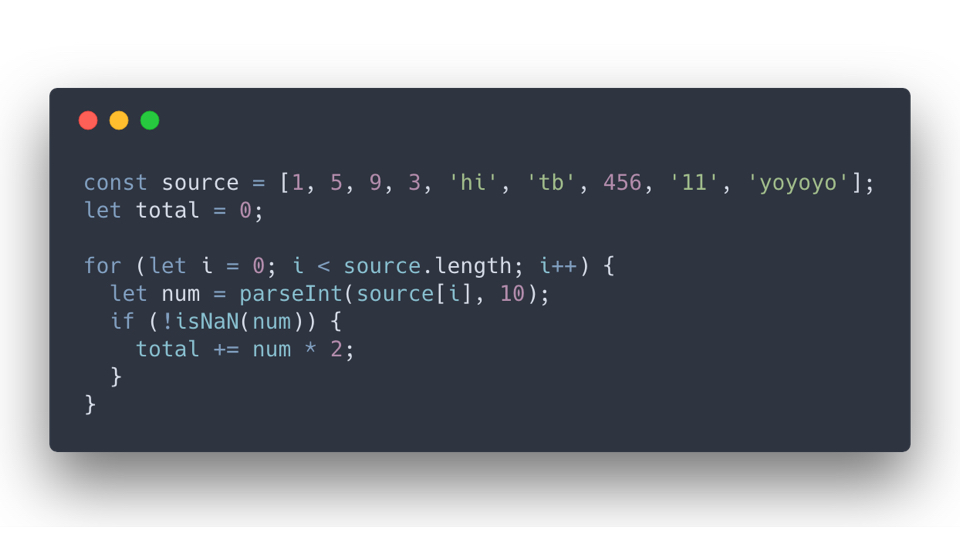 const source = [1, 5, 9, 3, 'hi', 'tb', 456, '11', 'yoyoyo'];
let total = 0;

for (let i = 0; i < source.length; i++) {
  let num = parseInt(source[i], 10);
  if (!isNaN(num)) {
    total += num * 2;
  }
}